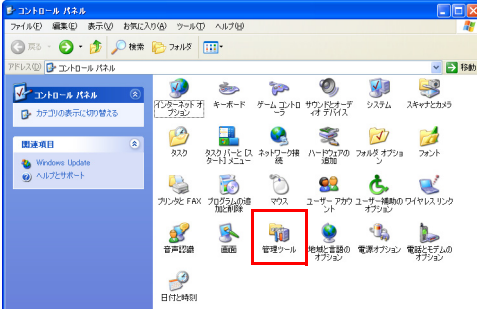 コントロール パネル
ファイル(F) 編集(E) 表示(V) お気に入り(A) ツール(T) ヘルプ(H)
戻る 検索 フォルダ
アドレス(D) コントロール パネル 移動
コントロール パネル
カテゴリの表示に切り替える
関連項目
Windows Update
ヘルプとサポート
インターネット オプション キーボード ゲーム コントローラ サウンドとオーディオ デバイス システム スキャナとカメラ
タスク タスク バーと [スタート] メニュー ネットワーク接続 ハードウェアの追加 フォルダ オプション フォント
プリンタと FAX プログラムの追加と削除 マウス ユーザー アカウント ユーザー補助のオプション ワイヤレス リンク
音声認識 画面 管理ツール 地域と言語のオプション 電源オプション 電話とモデムのオプション
日付と時刻